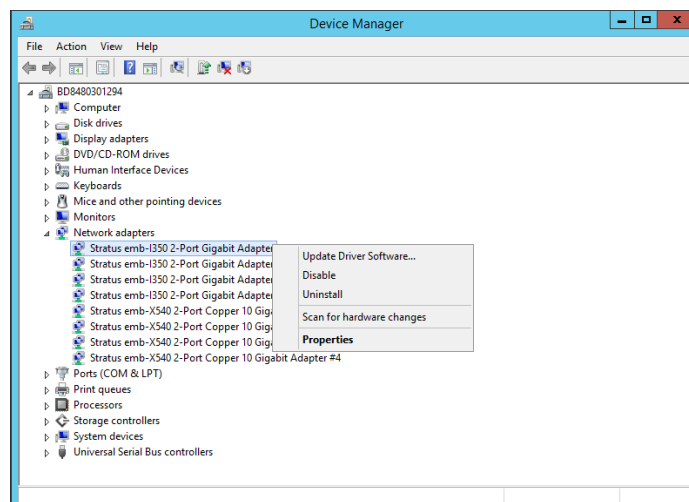 Device Manager
File Action View Help
BD8480301294
Computer
Disk drives
Display adapters
DVD/CD-ROM drives
Human Interface Devices
Keyboards
Mice and other pointing devices
Monitors
Network adapters
Stratus emb-I350 2-Port Gigabit Adapter
Stratus emb-I350 2-Port Gigabit Adapter
Stratus emb-I350 2-Port Gigabit Adapter
Stratus emb-I350 2-Port Gigabit Adapter
Stratus emb-X540 2-Port Copper 10 Giga
Stratus emb-X540 2-Port Copper 10 Giga
Stratus emb-X540 2-Port Copper 10 Giga
Stratus emb-X540 2-Port Copper 10 Gigabit Adapter #4
Update Driver Software...
Disable
Uninstall
Scan for hardware changes
Properties
Ports (COM & LPT)
Print queues
Processors
Storage controllers
System devices
Universal Serial Bus controllers